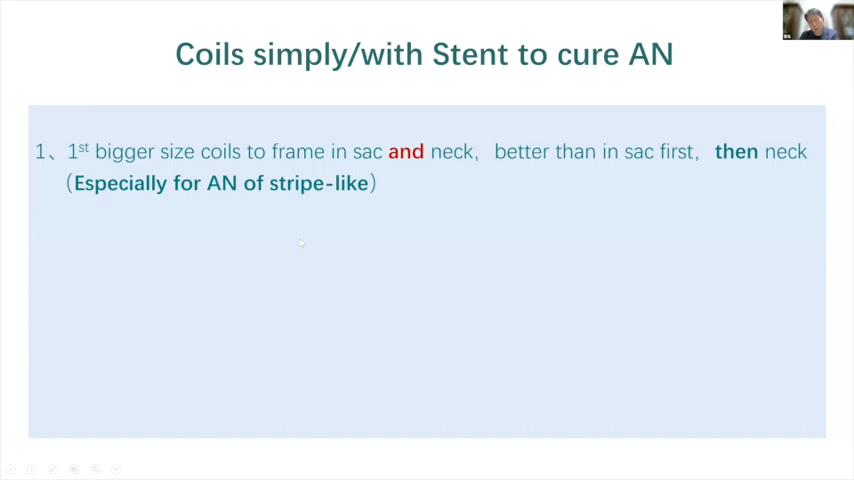 Coils simply/with Stent to cure AN
1、1st bigger size coils to frame in sac and neck, better than in sac first, then neck
(Especially for AN of stripe-like)